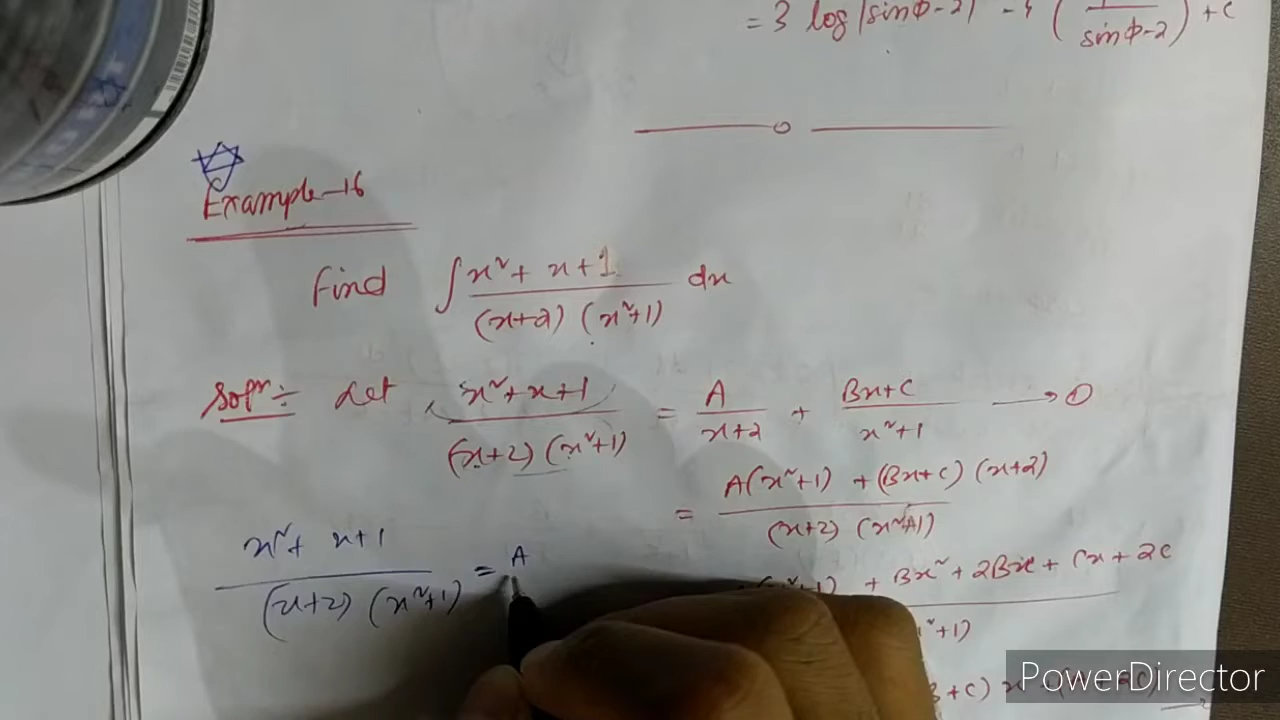 = 3 log |sinϕ-2| - ( / sinϕ-2 ) + c
Example-16
Find ∫ x² + x+1 / (x+2) (x²+1) dx
Solⁿ ÷ Let x²+x+1 / (x+2) (x²+1) = A / x+2 + Bx+C / x²+1 → ①
= A(x²+1) + (Bx+C) (x+2) / (x+2) (x²+1)
x² + x+1 / (x+2) (x²+1) = A
+ Bx² + 2Bx + Cx + 2C / ²+1)
+C) x
PowerDirector